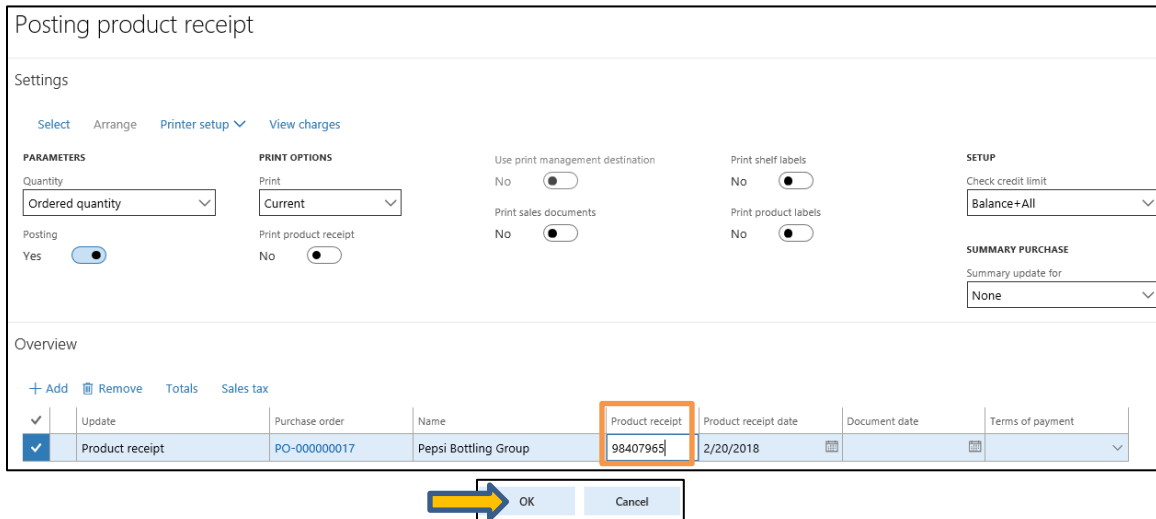 Posting product receipt
Settings
Select Arrange Printer setup View charges
PARAMETERS PRINT OPTIONS Use print management destination Print shelf labels SETUP
Quantity Print No No Check credit limit
Ordered quantity Current Balance+All
Print sales documents Print product labels
Posting Print product receipt No No
Yes No SUMMARY PURCHASE
Summary update for
None
Overview
+ Add Remove Totals Sales tax
Update Purchase order Name Product receipt Product receipt date Document date Terms of payment
Product receipt PO-000000017 Pepsi Bottling Group 98407965 2/20/2018
OK Cancel